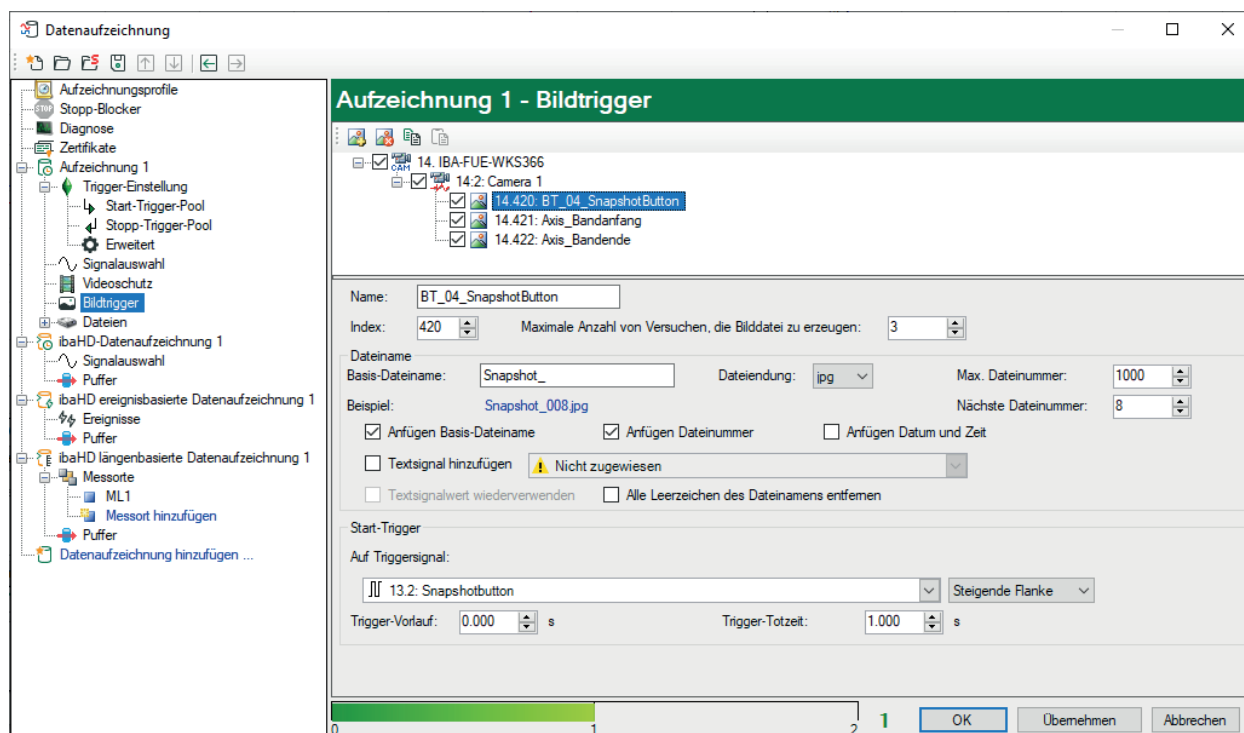 Datenaufzeichnung
Aufzeichnungsprofile
STOP Stopp-Blocker
Diagnose
Zertifikate
Aufzeichnung 1
Trigger-Einstellung
Start-Trigger-Pool
Stopp-Trigger-Pool
Erweitert
Signalauswahl
Videoschutz
Bildtrigger
Dateien
ibaHD-Datenaufzeichnung 1
Signalauswahl
Puffer
ibaHD ereignisbasierte Datenaufzeichnung 1
Ereignisse
Puffer
ibaHD längenbasierte Datenaufzeichnung 1
Messorte
ML1
Messort hinzufügen
Puffer
Datenaufzeichnung hinzufügen ...
Aufzeichnung 1 - Bildtrigger
CAM 14. IBA-FUE-WKS366
14:2: Camera 1
14.420: BT_04_SnapshotButton
14.421: Axis_Bandanfang
14.422: Axis_Bandende
Name: BT_04_SnapshotButton
Index: 420 Maximale Anzahl von Versuchen, die Bilddatei zu erzeugen: 3
Dateiname
Basis-Dateiname: Snapshot_ Dateiendung: jpg Max. Dateinummer: 1000
Beispiel: Snapshot_008.jpg Nächste Dateinummer: 8
Anfügen Basis-Dateiname Anfügen Dateinummer Anfügen Datum und Zeit
Textsignal hinzufügen Nicht zugewiesen
Textsignalwert wiederverwenden Alle Leerzeichen des Dateinamens entfernen
Start-Trigger
Auf Triggersignal:
13.2: Snapshotbutton Steigende Flanke
Trigger-Vorlauf: 0.000 s Trigger-Totzeit: 1.000 s
0 1 2 1 OK Übernehmen Abbrechen